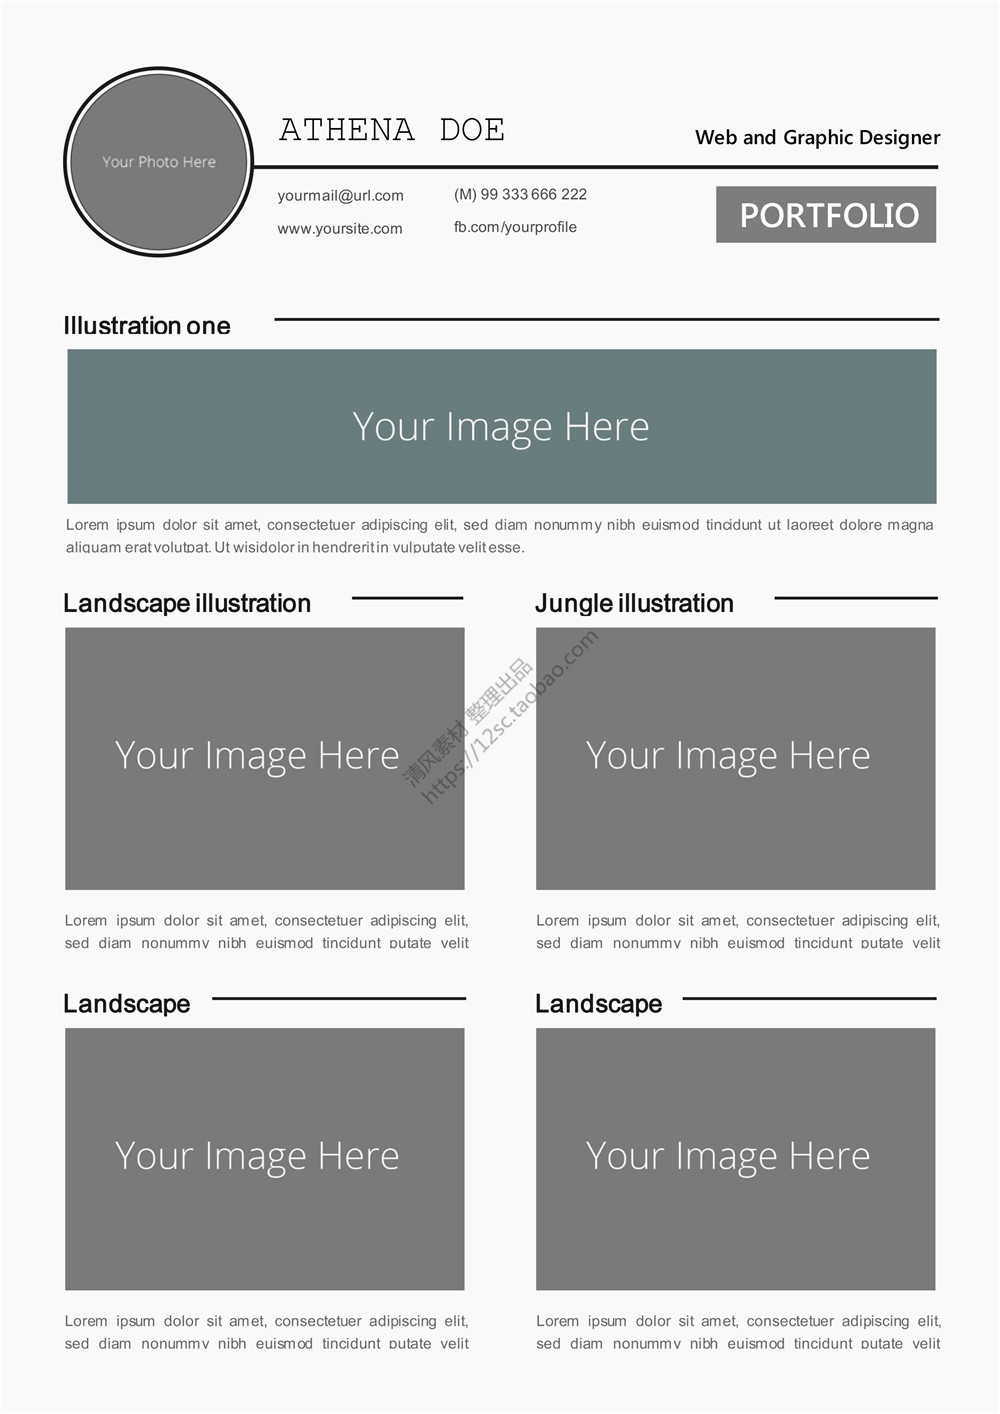 Your Photo Here
ATHENA DOE
Web and Graphic Designer
yourmail@url.com
(M) 99 333 666 222
www.yoursite.com
fb.com/yourprofile
PORTFOLIO
Illustration one
Your Image Here
Lorem ipsum dolor sit amet, consectetuer adipiscing elit, sed diam nonummy nibh euismod tincidunt ut laoreet dolore magna
aliquam erat volutpat. Ut wisi dolor in hendrerit in vulputate velit esse.
Landscape illustration
Your Image Here
Lorem ipsum dolor sit amet, consectetuer adipiscing elit,
sed diam nonummy nibh euismod tincidunt putate velit
Jungle illustration
Your Image Here
Lorem ipsum dolor sit amet, consectetuer adipiscing elit,
sed diam nonummy nibh euismod tincidunt putate velit
清风素材 整理出品
https://12sc.taobao.com
Landscape
Your Image Here
Lorem ipsum dolor sit amet, consectetuer adipiscing elit,
sed diam nonummy nibh euismod tincidunt putate velit
Landscape
Your Image Here
Lorem ipsum dolor sit amet, consectetuer adipiscing elit,
sed diam nonummy nibh euismod tincidunt putate velit